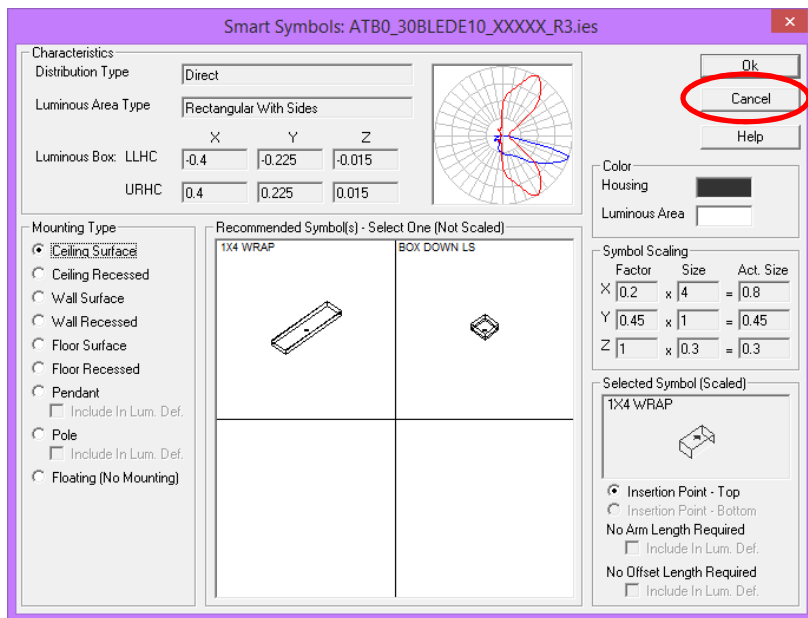 Smart Symbols: ATB0_30BLEDE10_XXXXX_R3.ies
×
Characteristics
Distribution Type Direct
Luminous Area Type Rectangular With Sides
X Y Z
Luminous Box: LLHC -0.4 -0.225 -0.015
URHC 0.4 0.225 0.015
Ok
Cancel
Help
Color
Housing
Luminous Area
Mounting Type
Ceiling Surface
Ceiling Recessed
Wall Surface
Wall Recessed
Floor Surface
Floor Recessed
Pendant
Include In Lum. Def.
Pole
Include In Lum. Def.
Floating (No Mounting)
Recommended Symbol(s) - Select One (Not Scaled)
1X4 WRAP BOX DOWN LS
Symbol Scaling
Factor Size Act. Size
X 0.2 x 4 = 0.8
Y 0.45 x 1 = 0.45
Z 1 x 0.3 = 0.3
Selected Symbol (Scaled)
1X4 WRAP
Insertion Point - Top
Insertion Point - Bottom
No Arm Length Required
Include In Lum. Def.
No Offset Length Required
Include In Lum. Def.